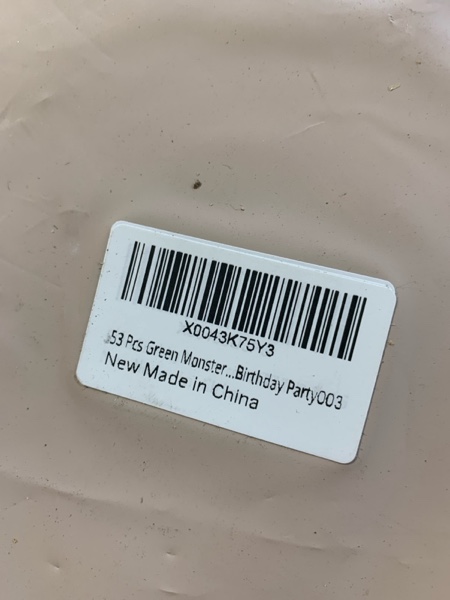 X0043K75Y3
53 Pcs Green Monster...Birthday Party003
New Made in China